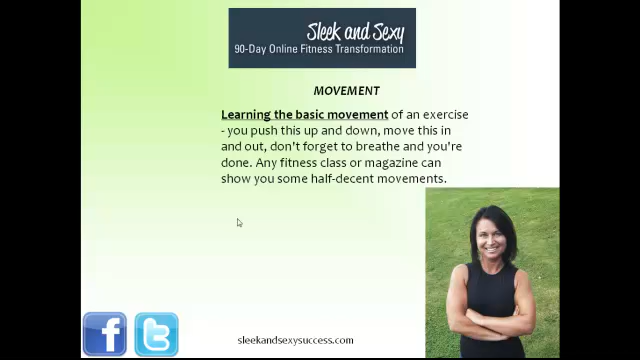 Sleek and Sexy
90-Day Online Fitness Transformation
MOVEMENT
Learning the basic movement of an exercise
- you push this up and down, move this in
and out, don't forget to breathe and you're
done. Any fitness class or magazine can
show you some half-decent movements.
sleekandsexysuccess.com